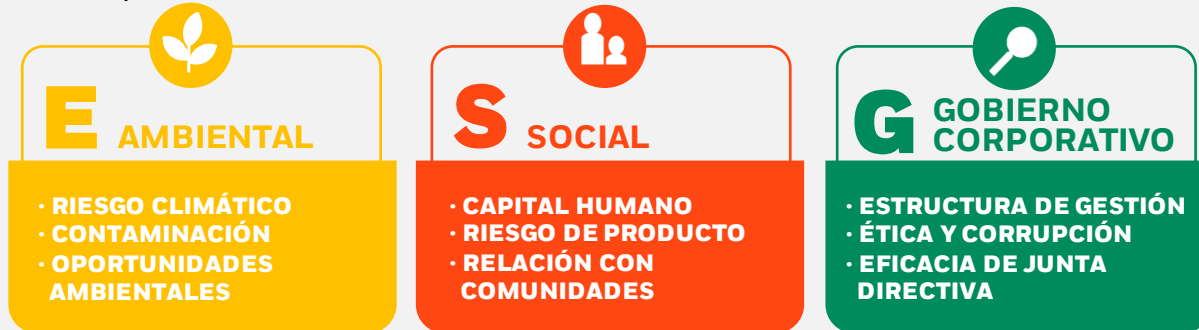 E AMBIENTAL
· RIESGO CLIMÁTICO
· CONTAMINACIÓN
· OPORTUNIDADES
AMBIENTALES
S SOCIAL
· CAPITAL HUMANO
· RIESGO DE PRODUCTO
· RELACIÓN CON
COMUNIDADES
G GOBIERNO
CORPORATIVO
· ESTRUCTURA DE GESTIÓN
· ÉTICA Y CORRUPCIÓN
· EFICACIA DE JUNTA
DIRECTIVA